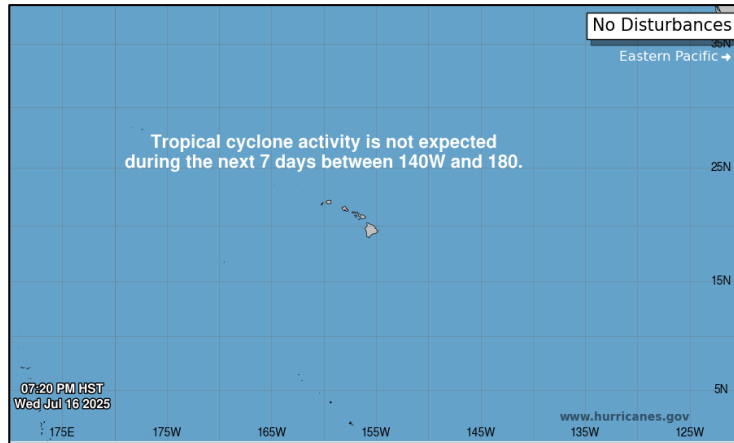 No Disturbances
35N
Eastern Pacific →
Tropical cyclone activity is not expected
during the next 7 days between 140W and 180.
25N
15N
07:20 PM HST
Wed Jul 16 2025
5N
www.hurricanes.gov
175E 175W 165W 155W 145W 135W 125W